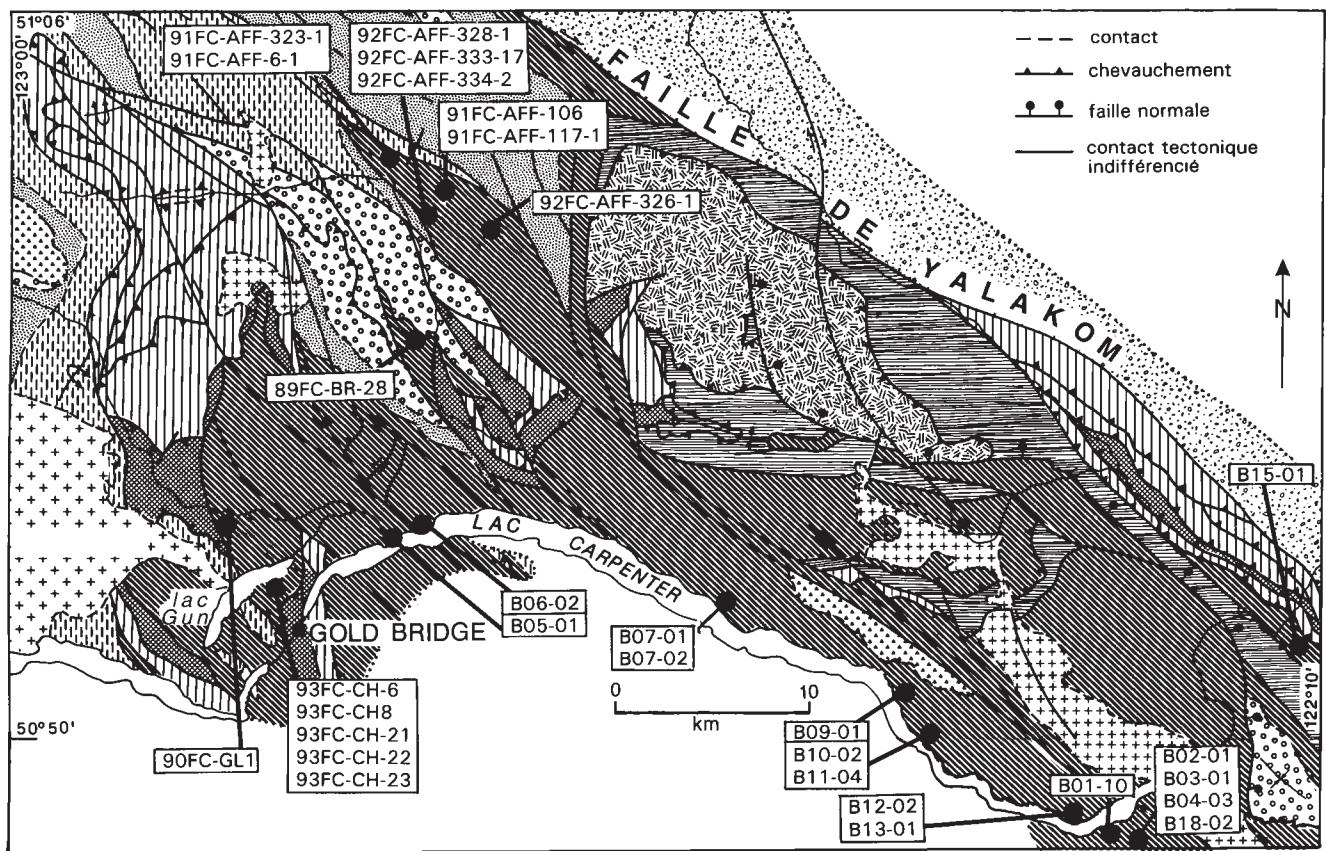 51°06'
123°00'
91FC-AFF-323-1
91FC-AFF-6-1
92FC-AFF-328-1
92FC-AFF-333-17
92FC-AFF-334-2
91FC-AFF-106
91FC-AFF-117-1
92FC-AFF-326-1
FAILLE DE YALAKOM
contact
chevauchement
faille normale
contact tectonique
indifférencié
N
89FC-BR-28
B15-01
LAC CARPENTER
lac
Gun
GOLD BRIDGE
B06-02
B05-01
B07-01
B07-02
0 10
km
93FC-CH-6
93FC-CH8
93FC-CH-21
93FC-CH-22
93FC-CH-23
90FC-GL1
50°50'
122°10'
B09-01
B10-02
B11-04
B12-02
B13-01
B01-10
B02-01
B03-01
B04-03
B18-02